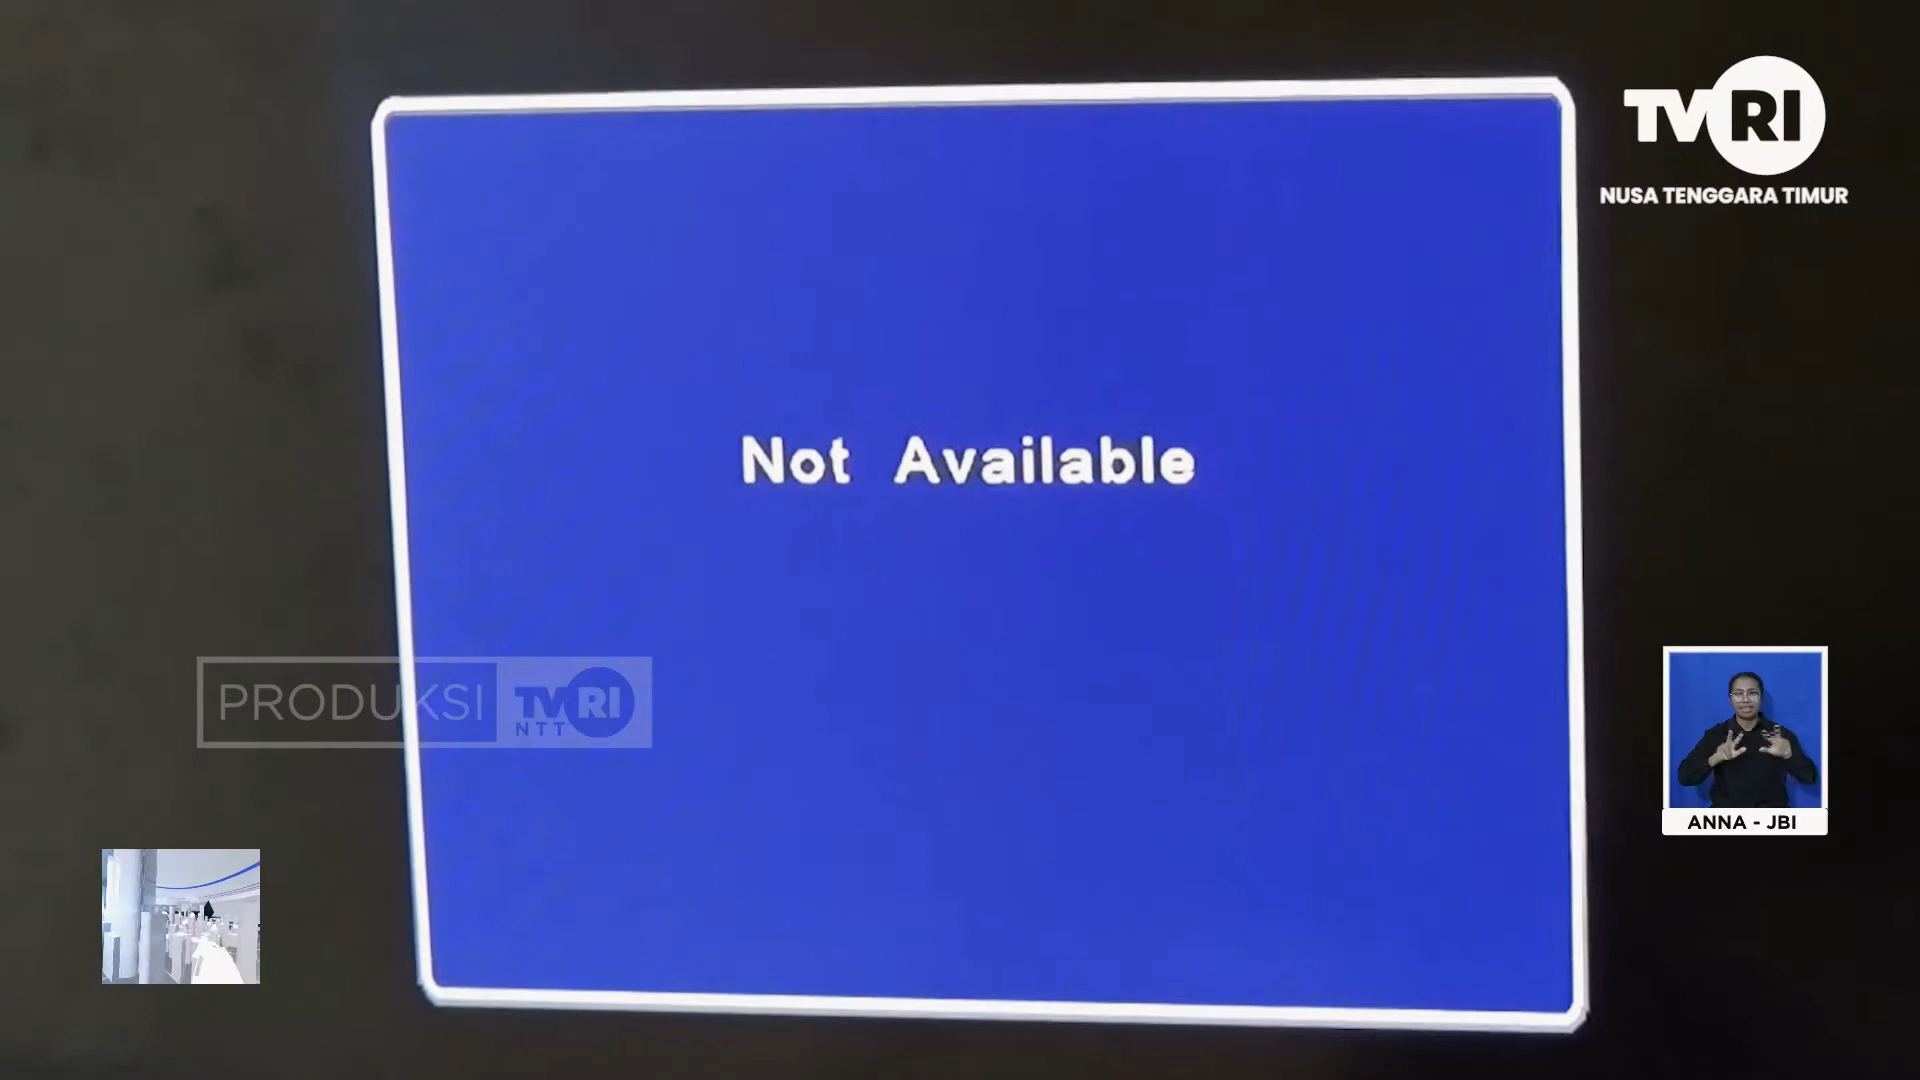 TVRI
NUSA TENGGARA TIMUR
Not Available
PRODUKSI TVRI
NTT
ANNA - JBI